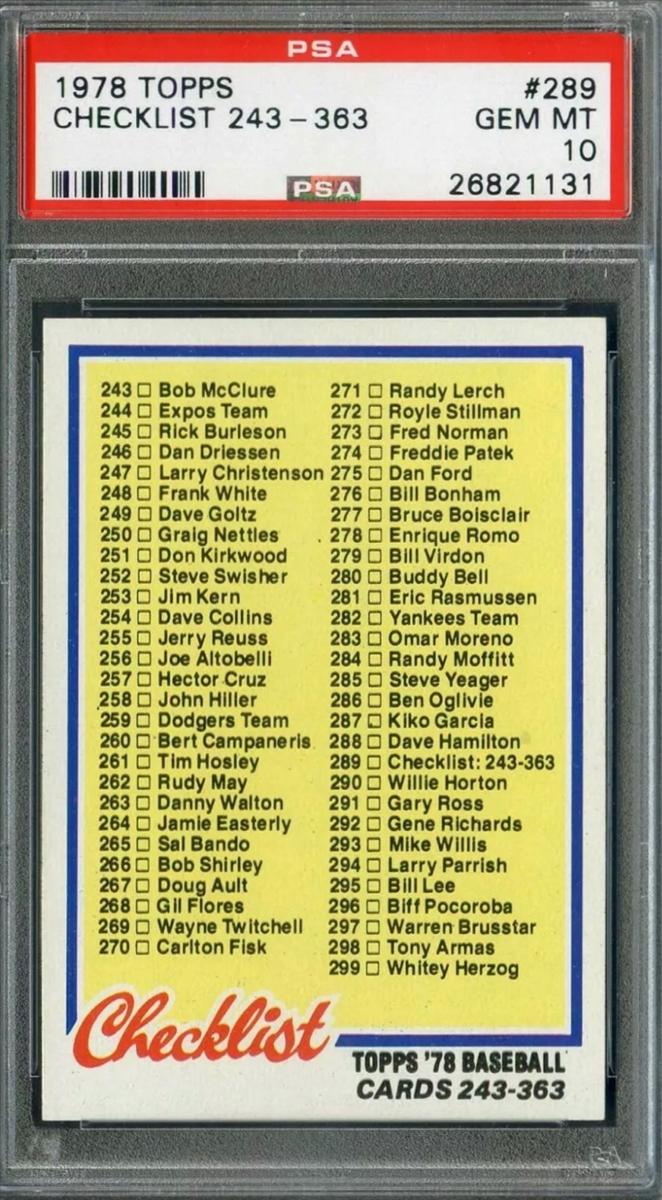 PSA
1978 TOPPS #289
CHECKLIST 243 – 363 GEM MT
10
PSA 26821131
243 □ Bob McClure
244 □ Expos Team
245 □ Rick Burleson
246 □ Dan Driessen
247 □ Larry Christenson
248 □ Frank White
249 □ Dave Goltz
250 □ Graig Nettles
251 □ Don Kirkwood
252 □ Steve Swisher
253 □ Jim Kern
254 □ Dave Collins
255 □ Jerry Reuss
256 □ Joe Altobelli
257 □ Hector Cruz
258 □ John Hiller
259 □ Dodgers Team
260 □ Bert Campaneris
261 □ Tim Hosley
262 □ Rudy May
263 □ Danny Walton
264 □ Jamie Easterly
265 □ Sal Bando
266 □ Bob Shirley
267 □ Doug Ault
268 □ Gil Flores
269 □ Wayne Twitchell
270 □ Carlton Fisk
271 □ Randy Lerch
272 □ Royle Stillman
273 □ Fred Norman
274 □ Freddie Patek
275 □ Dan Ford
276 □ Bill Bonham
277 □ Bruce Boisclair
278 □ Enrique Romo
279 □ Bill Virdon
280 □ Buddy Bell
281 □ Eric Rasmussen
282 □ Yankees Team
283 □ Omar Moreno
284 □ Randy Moffitt
285 □ Steve Yeager
286 □ Ben Oglivie
287 □ Kiko Garcia
288 □ Dave Hamilton
289 □ Checklist: 243-363
290 □ Willie Horton
291 □ Gary Ross
292 □ Gene Richards
293 □ Mike Willis
294 □ Larry Parrish
295 □ Bill Lee
296 □ Biff Pocoroba
297 □ Warren Brusstar
298 □ Tony Armas
299 □ Whitey Herzog
Checklist
TOPPS '78 BASEBALL
CARDS 243-363
PSA